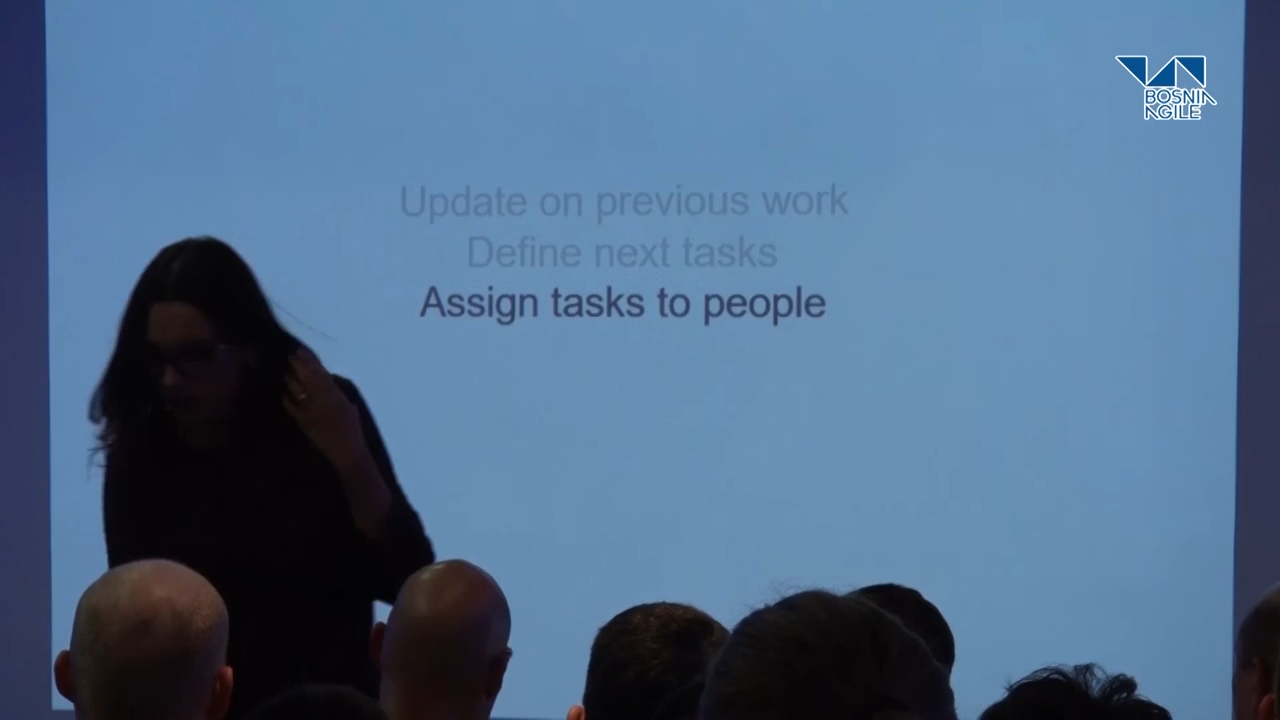 BOSNIA
AGILE
Update on previous work
Define next tasks
Assign tasks to people